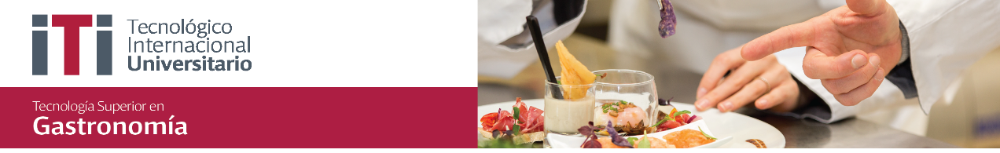 iTi
Tecnológico
Internacional
Universitario
Tecnología Superior en
Gastronomía